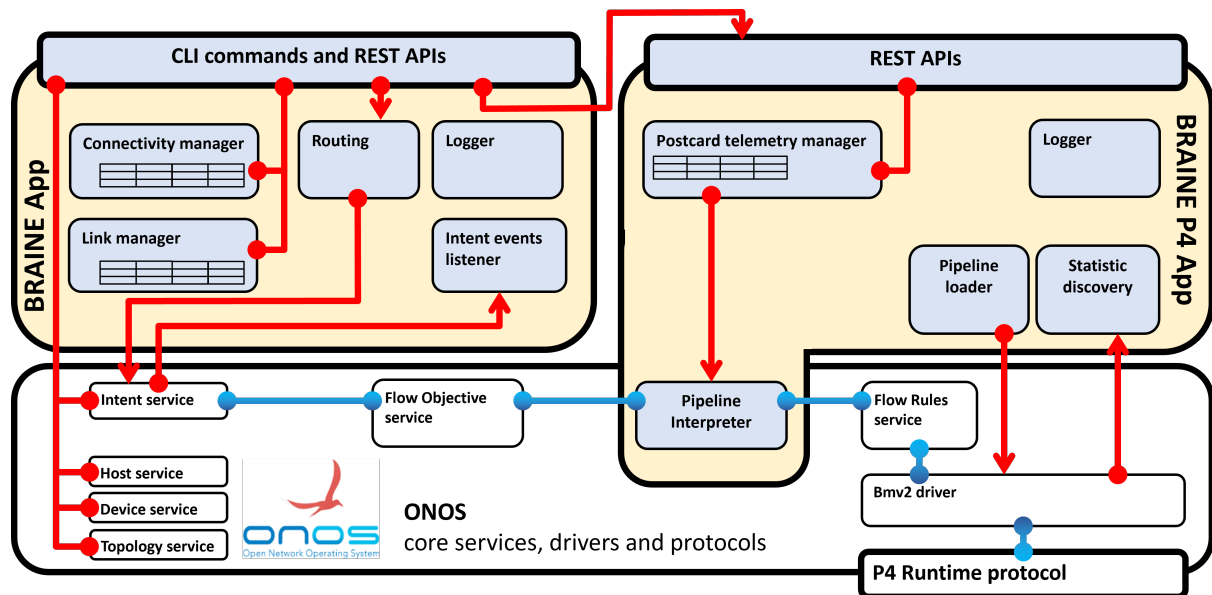 CLI commands and REST APIs
REST APIs
Connectivity manager
Routing
Logger
Postcard telemetry manager
Logger
BRAINE App
BRAINE P4 App
Link manager
Intent events
listener
Pipeline
loader
Statistic
discovery
Intent service
Flow Objective
service
Pipeline
Interpreter
Flow Rules
service
Host service
Device service
Topology service
onos
Open Network Operating System
ONOS
core services, drivers and protocols
Bmv2 driver
P4 Runtime protocol